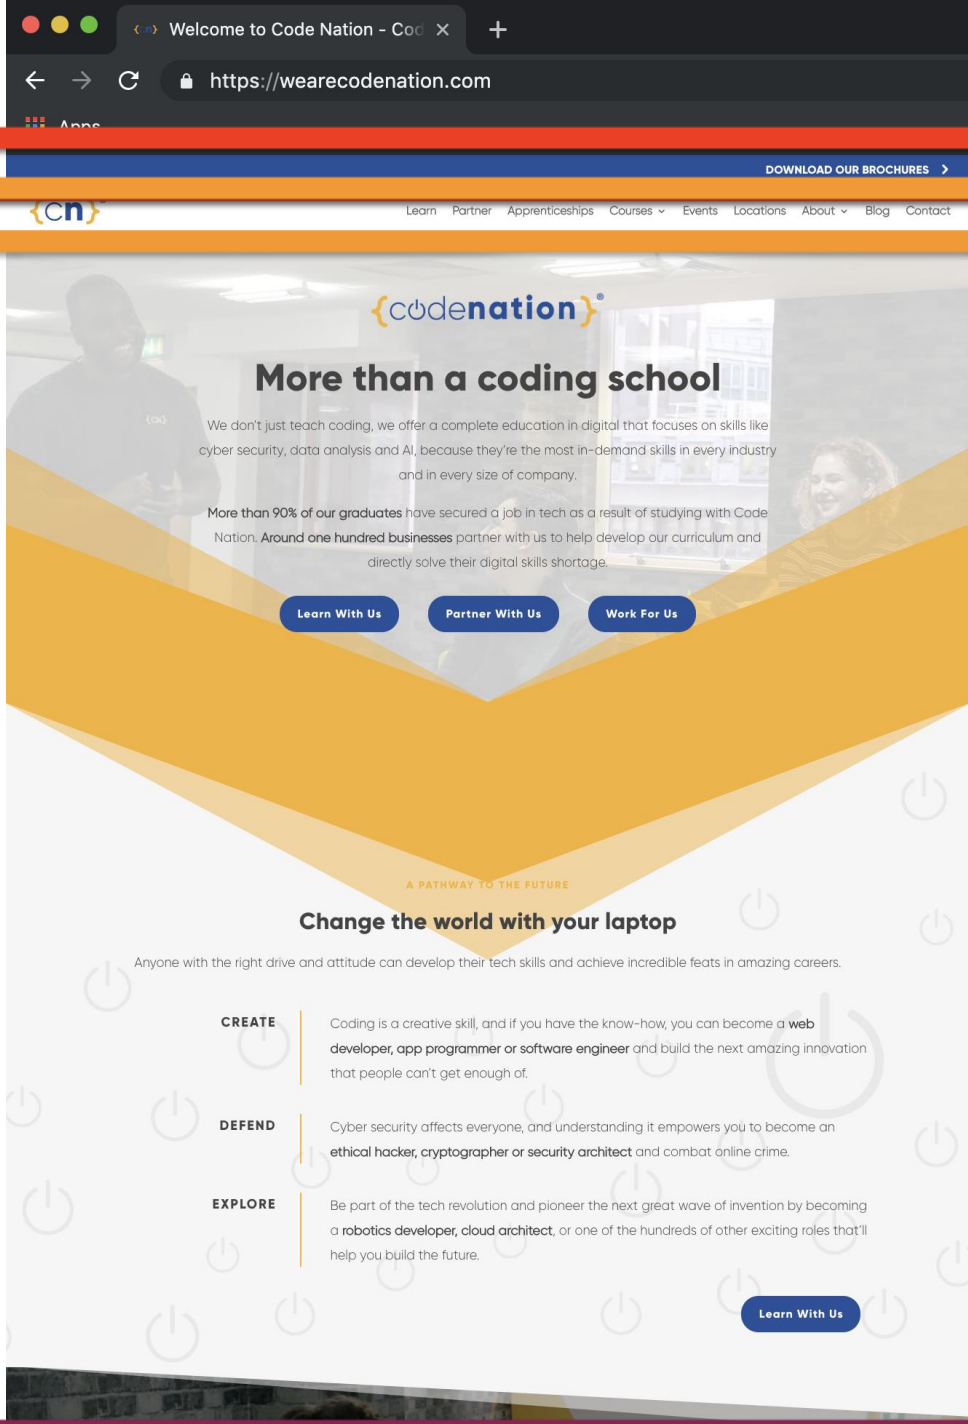 Welcome to Code Nation - Cod
https://wearecodenation.com
Apps
DOWNLOAD OUR BROCHURES
{cn}
Learn Partner Apprenticeships Courses Events Locations About Blog Contact
{codenation}®
More than a coding school
We don't just teach coding, we offer a complete education in digital that focuses on skills like
cyber security, data analysis and AI, because they're the most in-demand skills in every industry
and in every size of company.
More than 90% of our graduates have secured a job in tech as a result of studying with Code
Nation. Around one hundred businesses partner with us to help develop our curriculum and
directly solve their digital skills shortage.
Learn With Us
Partner With Us
Work For Us
A PATHWAY TO THE FUTURE
Change the world with your laptop
Anyone with the right drive and attitude can develop their tech skills and achieve incredible feats in amazing careers.
CREATE
Coding is a creative skill, and if you have the know-how, you can become a web
developer, app programmer or software engineer and build the next amazing innovation
that people can't get enough of.
DEFEND
Cyber security affects everyone, and understanding it empowers you to become an
ethical hacker, cryptographer or security architect and combat online crime.
EXPLORE
Be part of the tech revolution and pioneer the next great wave of invention by becoming
a robotics developer, cloud architect, or one of the hundreds of other exciting roles that'll
help you build the future.
Learn With Us